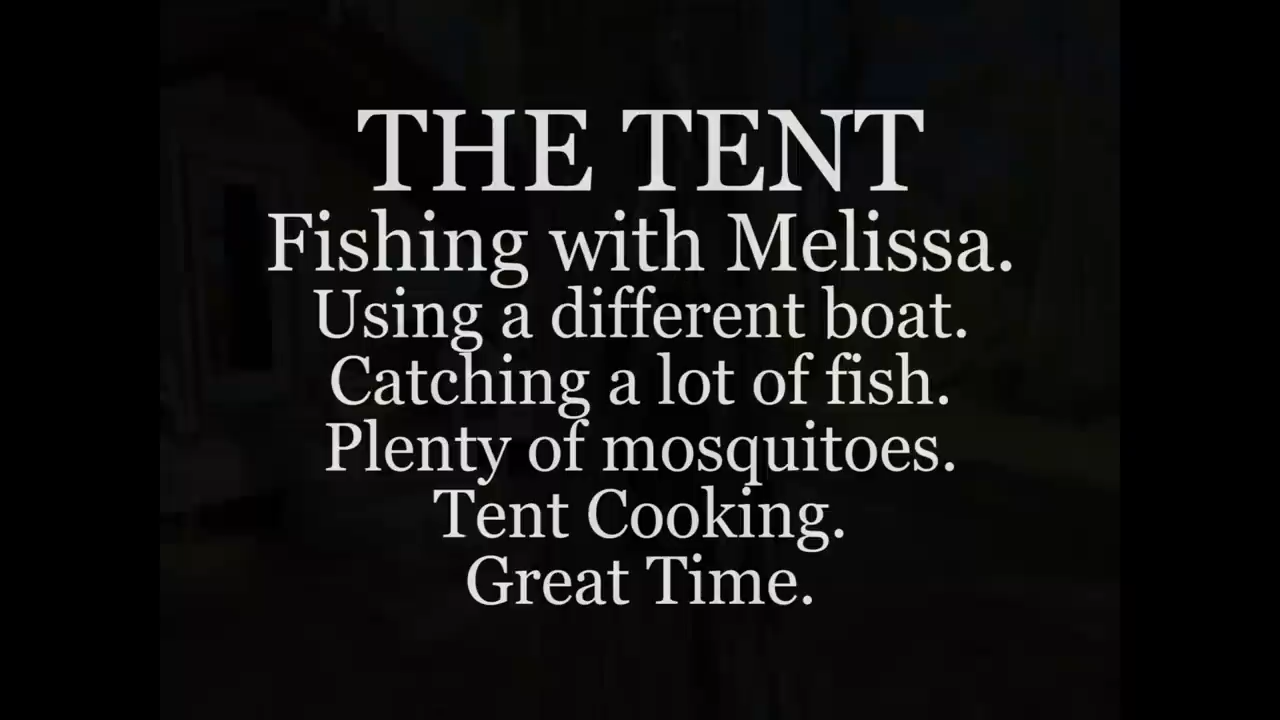 THE TENT
Fishing with Melissa.
Using a different boat.
Catching a lot of fish.
Plenty of mosquitoes.
Tent Cooking.
Great Time.